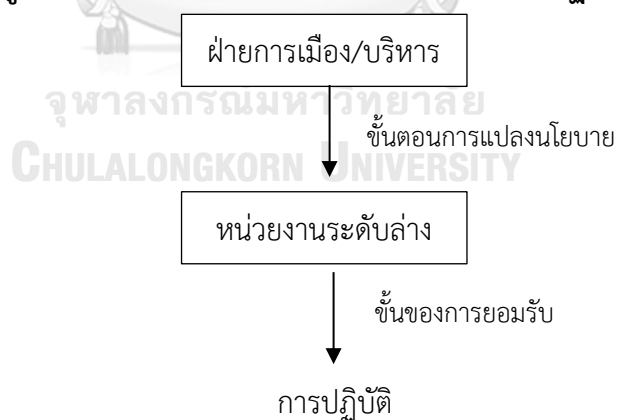 ฝ่ายการเมือง/บริหาร
จุฬาลงกรณ์มหาวิทยาลัย
ขั้นตอนการแปลงนโยบาย
CHULALONGKORN UNIVERSITY
หน่วยงานระดับล่าง
ขั้นของการยอมรับ
การปฏิบัติ